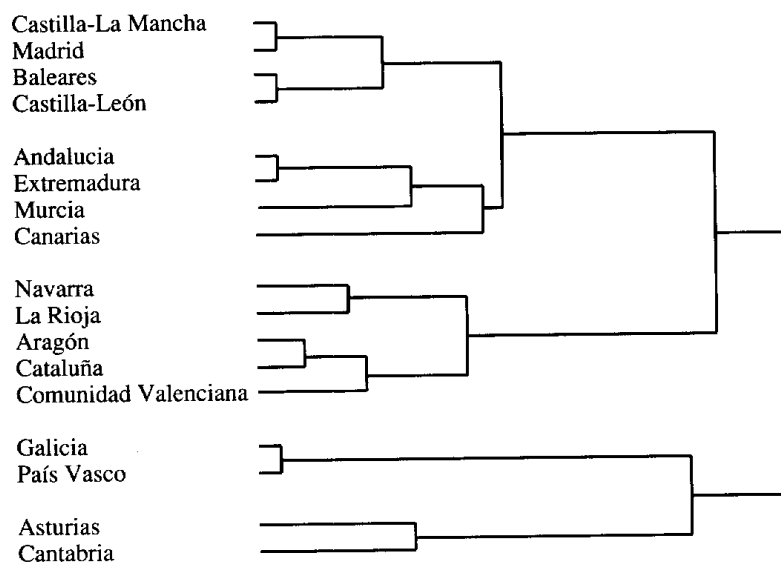 Castilla-La Mancha
Madrid
Baleares
Castilla-León
Andalucia
Extremadura
Murcia
Canarias
Navarra
La Rioja
Aragón
Cataluña
Comunidad Valenciana
Galicia
País Vasco
Asturias
Cantabria